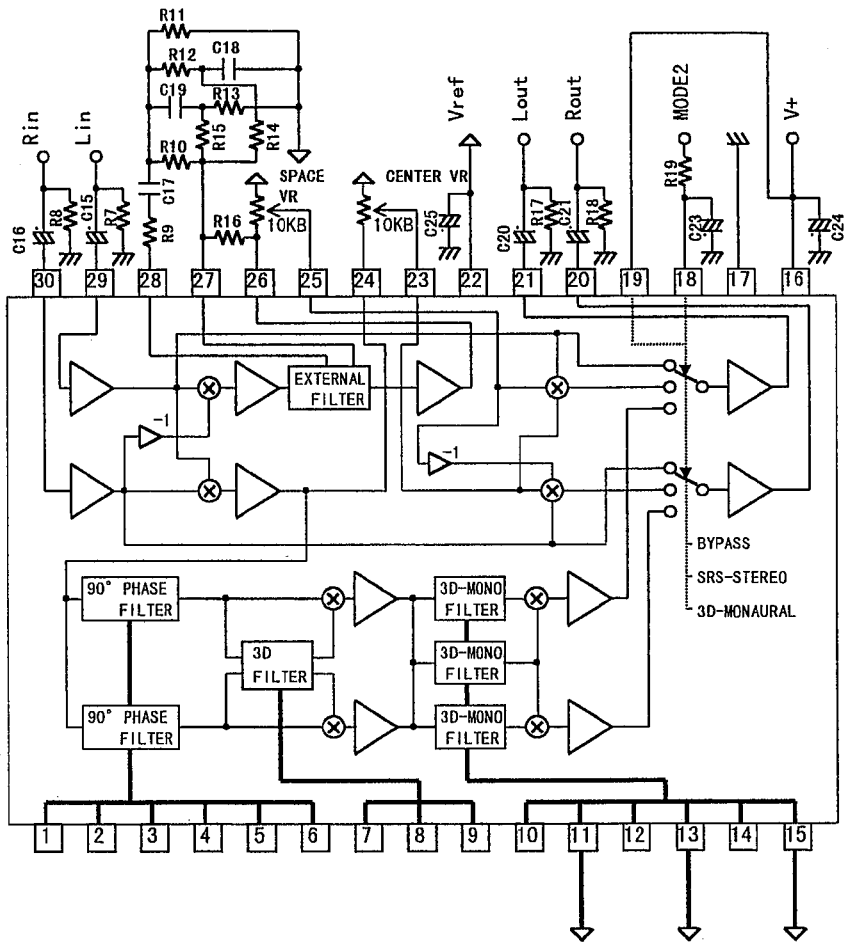 R11
R12
C18
C19
R13
R15
R14
R10
C17
R9
SPACE
VR
10KB
R16
CENTER VR
10KB
Rin
Lin
C16
R8
C15
R7
Vref
C25
Lout
Rout
C20
R17
C21
R18
MODE2
R19
C23
V+
C24
30
29
28
27
26
25
24
23
22
21
20
19
18
17
16
EXTERNAL
FILTER
-1
-1
BYPASS
SRS-STEREO
3D-MONAURAL
90° PHASE
FILTER
3D
FILTER
3D-MONO
FILTER
3D-MONO
FILTER
90° PHASE
FILTER
3D-MONO
FILTER
1
2
3
4
5
6
7
8
9
10
11
12
13
14
15